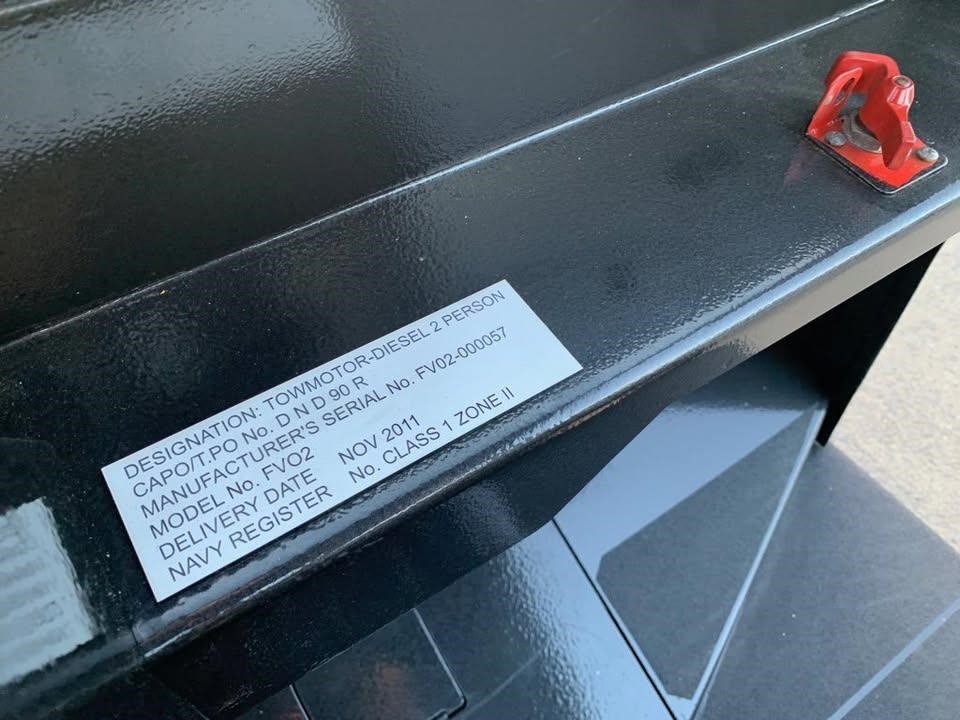 DESIGNATION: TOWMOTOR-DIESEL 2 PERSON
CAPO/T.PO No. D N D 90 R
MANUFACTURER'S SERIAL No. FV02-000057
MODEL No. FV02
DELIVERY DATE NOV 2011
NAVY REGISTER No. CLASS 1 ZONE II